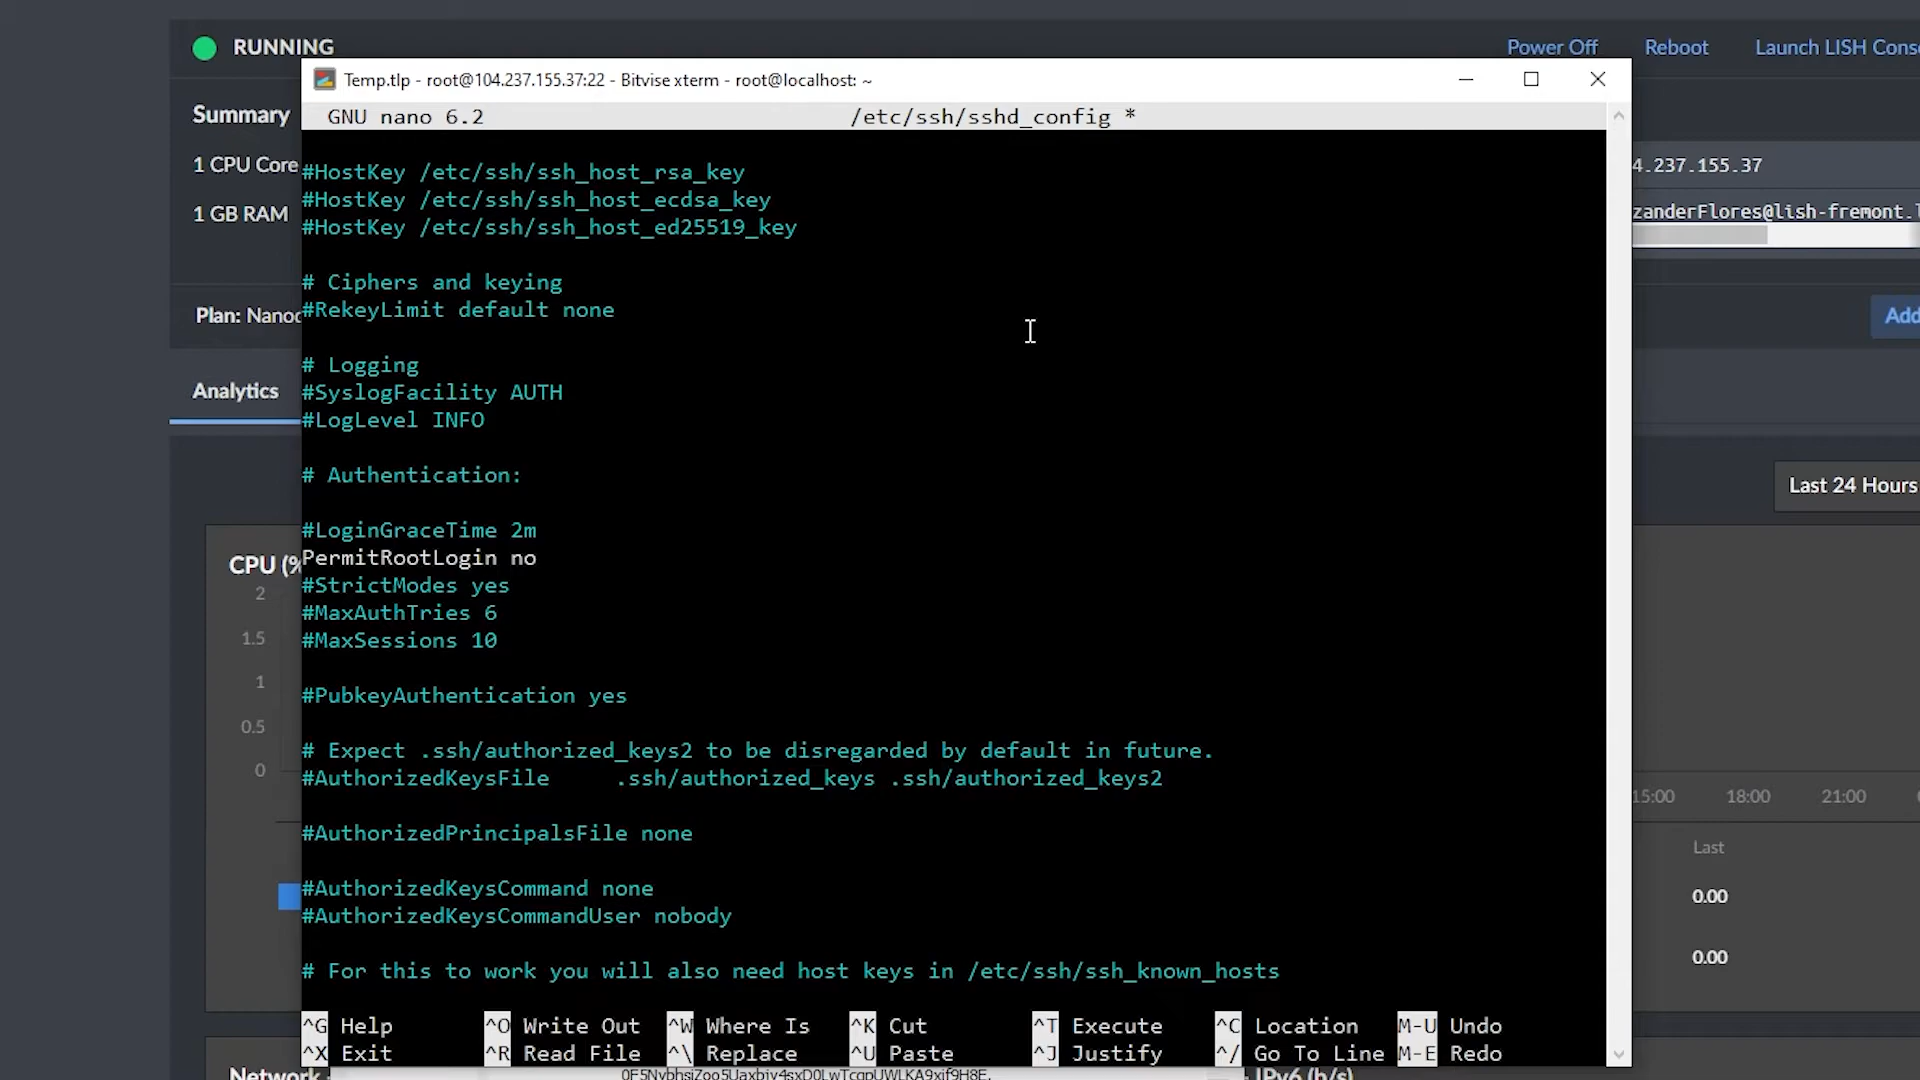 RUNNING
Power Off
Reboot
Launch LISH Cons
Temp.tlp - root@104.237.155.37:22 - Bitvise xterm - root@localhost: ~
Summary
GNU nano 6.2
/etc/ssh/sshd_config *
1 CPU Core
4.237.155.37
1 GB RAM
zanderFlores@lish-fremont.l
Plan: Nanod
Add
Analytics
Last 24 Hours
CPU (%
2
1.5
1
0.5
0
#HostKey /etc/ssh/ssh_host_rsa_key
#HostKey /etc/ssh/ssh_host_ecdsa_key
#HostKey /etc/ssh/ssh_host_ed25519_key
# Ciphers and keying
#RekeyLimit default none
# Logging
#SyslogFacility AUTH
#LogLevel INFO
# Authentication:
#LoginGraceTime 2m
PermitRootLogin no
#StrictModes yes
#MaxAuthTries 6
#MaxSessions 10
#PubkeyAuthentication yes
# Expect .ssh/authorized_keys2 to be disregarded by default in future.
#AuthorizedKeysFile     .ssh/authorized_keys .ssh/authorized_keys2
#AuthorizedPrincipalsFile none
#AuthorizedKeysCommand none
#AuthorizedKeysCommandUser nobody
# For this to work you will also need host keys in /etc/ssh/ssh_known_hosts
^G Help ^O Write Out ^W Where Is ^K Cut ^T Execute ^C Location M-U Undo
^X Exit ^R Read File ^\ Replace ^U Paste ^J Justify ^/ Go To Line M-E Redo
15:00 18:00 21:00
Last
0.00
0.00
Network
IPv6 (b/s)